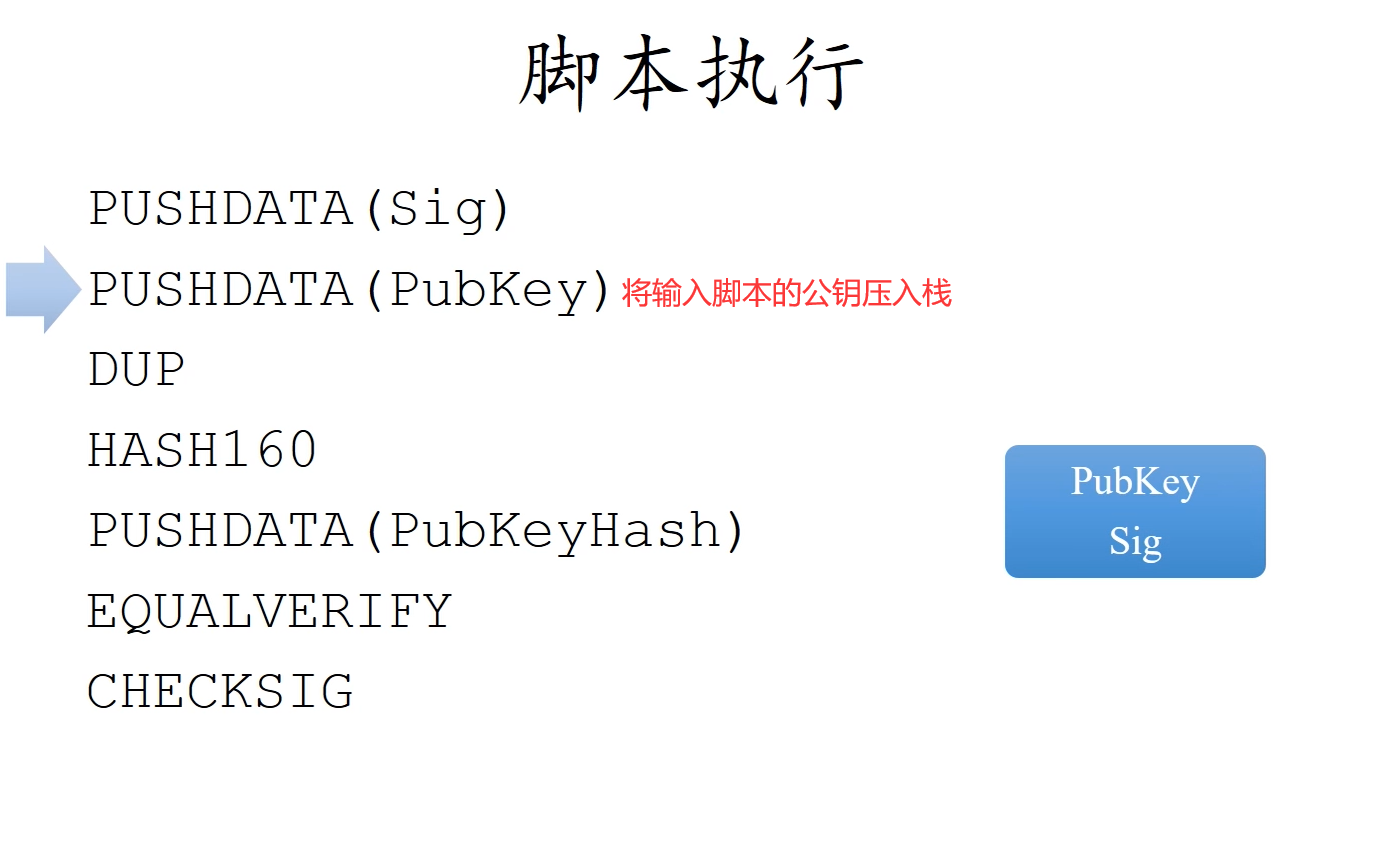 脚本执行
PUSHDATA(Sig)
PUSHDATA(PubKey) 将输入脚本的公钥压入栈
DUP
HASH160
PUSHDATA(PubKeyHash)
EQUALVERIFY
CHECKSIG
PubKey
Sig